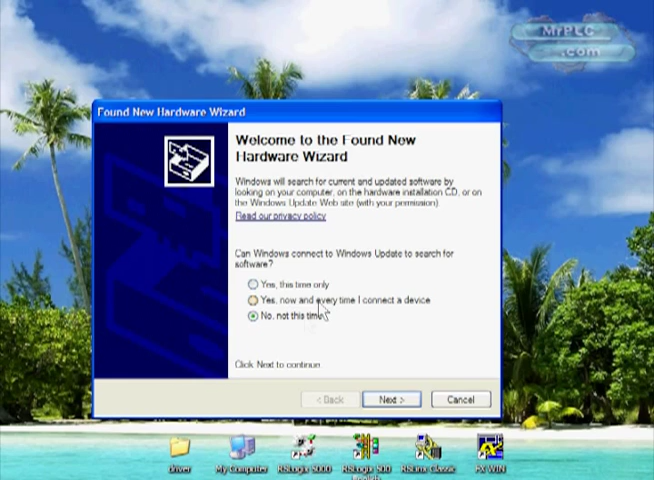 MrPLC
.com
Found New Hardware Wizard
Welcome to the Found New
Hardware Wizard
Windows will search for current and updated software by
looking on your computer, on the hardware installation CD, or on
the Windows Update Web site (with your permission).
Read our privacy policy
Can Windows connect to Windows Update to search for
software?
Yes, this time only
Yes, now and every time I connect a device
No, not this time
Click Next to continue
< Back
Next >
Cancel
driver
My Computer
RSLogix 5000
RSLogix 500
RSLinx Classic